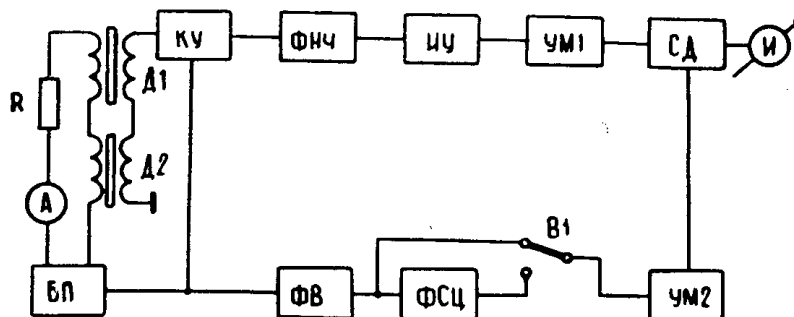 КУ ФНЧ ИУ УМ1 СД И
R Д1
А Д2
В1
БП ФВ ФСЦ УМ2